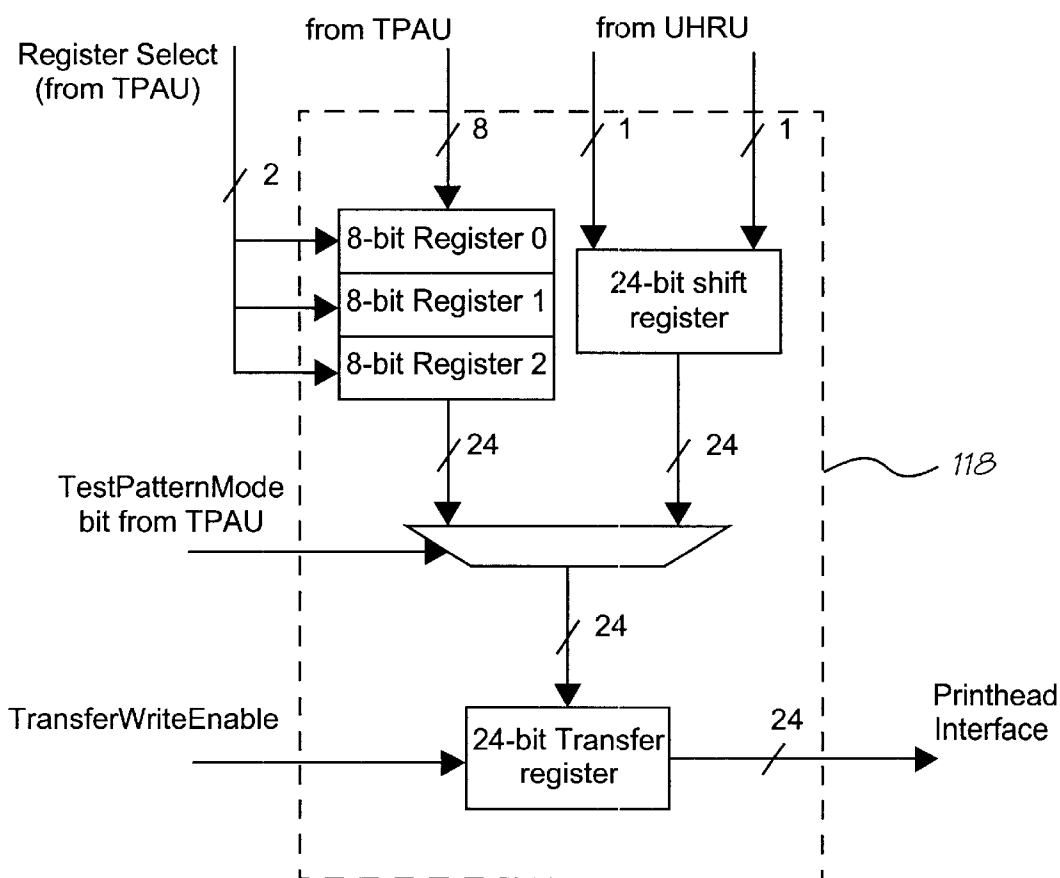 from TPAU
from UHRU
Register Select
(from TPAU)
8
1
1
2
8-bit Register 0
8-bit Register 1
8-bit Register 2
24-bit shift
register
24
24
118
TestPatternMode
bit from TPAU
24
TransferWriteEnable
24-bit Transfer
register
24
Printhead
Interface